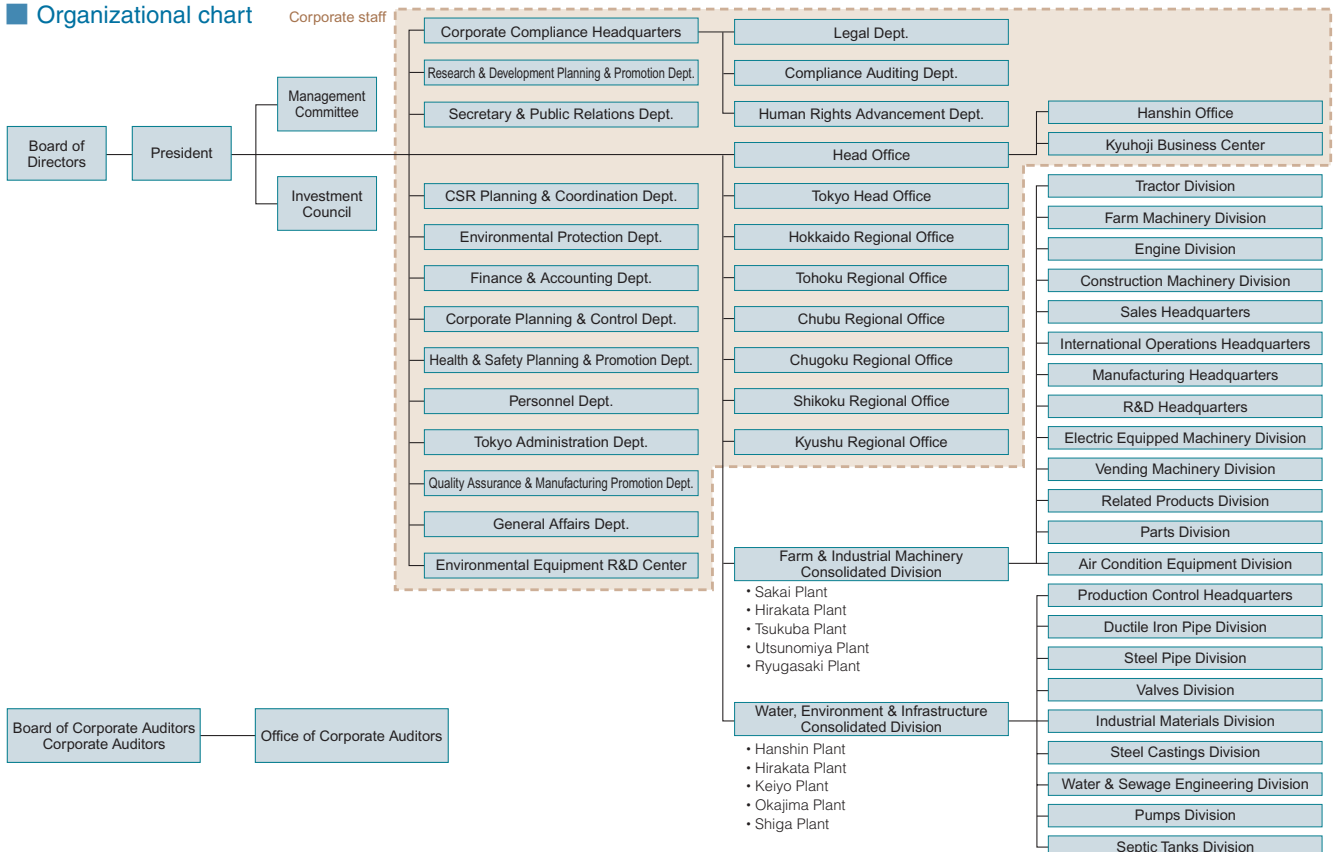 Organizational chart
Corporate staff
Board of
Directors
President
Management
Committee
Investment
Council
Corporate Compliance Headquarters
Research & Development Planning & Promotion Dept.
Secretary & Public Relations Dept.
CSR Planning & Coordination Dept.
Environmental Protection Dept.
Finance & Accounting Dept.
Corporate Planning & Control Dept.
Health & Safety Planning & Promotion Dept.
Personnel Dept.
Tokyo Administration Dept.
Quality Assurance & Manufacturing Promotion Dept.
General Affairs Dept.
Environmental Equipment R&D Center
Legal Dept.
Compliance Auditing Dept.
Human Rights Advancement Dept.
Head Office
Tokyo Head Office
Hokkaido Regional Office
Tohoku Regional Office
Chubu Regional Office
Chugoku Regional Office
Shikoku Regional Office
Kyushu Regional Office
Hanshin Office
Kyuhoji Business Center
Farm & Industrial Machinery
Consolidated Division
• Sakai Plant
• Hirakata Plant
• Tsukuba Plant
• Utsunomiya Plant
• Ryugasaki Plant
Tractor Division
Farm Machinery Division
Engine Division
Construction Machinery Division
Sales Headquarters
International Operations Headquarters
Manufacturing Headquarters
R&D Headquarters
Electric Equipped Machinery Division
Vending Machinery Division
Related Products Division
Parts Division
Air Condition Equipment Division
Water, Environment & Infrastructure
Consolidated Division
• Hanshin Plant
• Hirakata Plant
• Keiyo Plant
• Okajima Plant
• Shiga Plant
Production Control Headquarters
Ductile Iron Pipe Division
Steel Pipe Division
Valves Division
Industrial Materials Division
Steel Castings Division
Water & Sewage Engineering Division
Pumps Division
Septic Tanks Division
Board of Corporate Auditors
Corporate Auditors
Office of Corporate Auditors